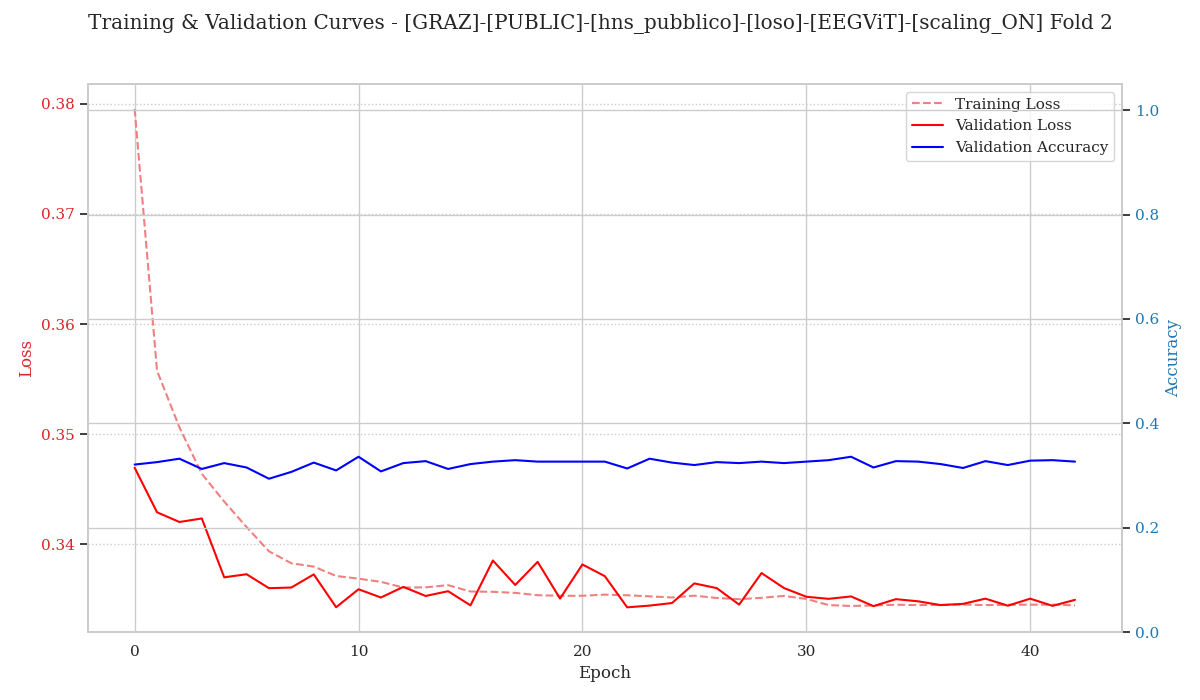 Training & Validation Curves - [GRAZ]-[PUBLIC]-[hns_pubblico]-[loso]-[EEGViT]-[scaling_ON] Fold 2
Training Loss
Validation Loss
Validation Accuracy
0.38
0.37
0.36
0.35
0.34
Loss
1.0
0.8
0.6
0.4
0.2
0.0
Accuracy
0
10
20
30
40
Epoch